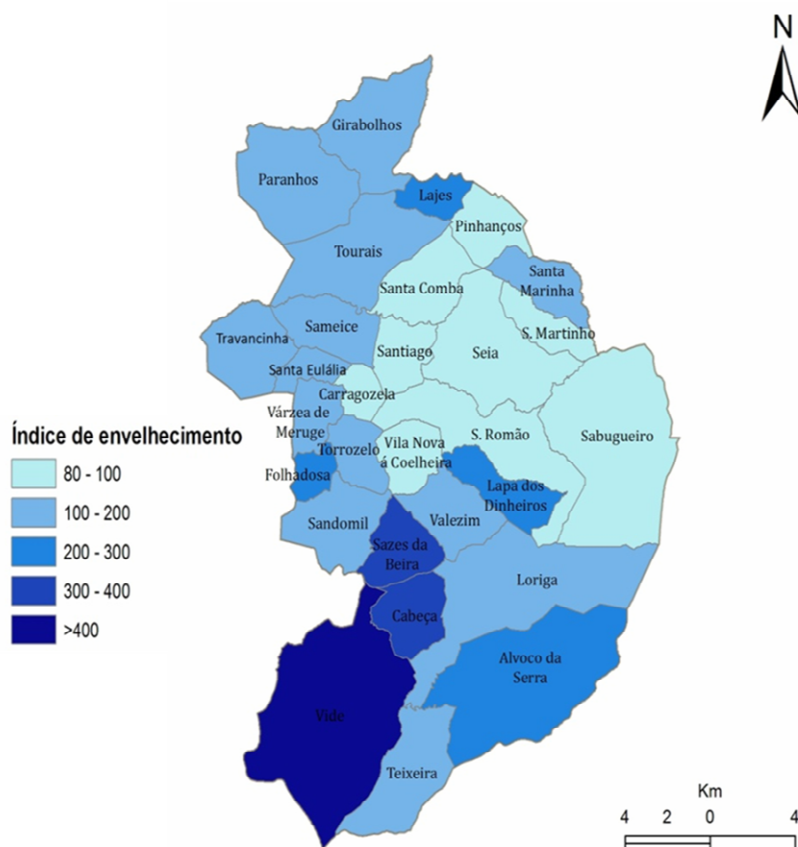 N
Girabolhos
Paranhos
Lajes
Pinhanços
Tourais
Santa
Marinha
Santa Comba
Sameice
S. Martinho
Travancinha
Santiago
Seia
Santa Eulália
Carragozela
Várzea de
Meruge
Índice de envelhecimento
S. Romão
Sabugueiro
Vila Nova
á Coelheira
Torrozelo
80 - 100
Folhadosa
Lapa dos
Dinheiros
100 - 200
Sandomil
Valezim
200 - 300
Sazes da
Beira
300 - 400
Loriga
Cabeça
>400
Alvoco da
Serra
Vide
Teixeira
Km
4 2 0 4